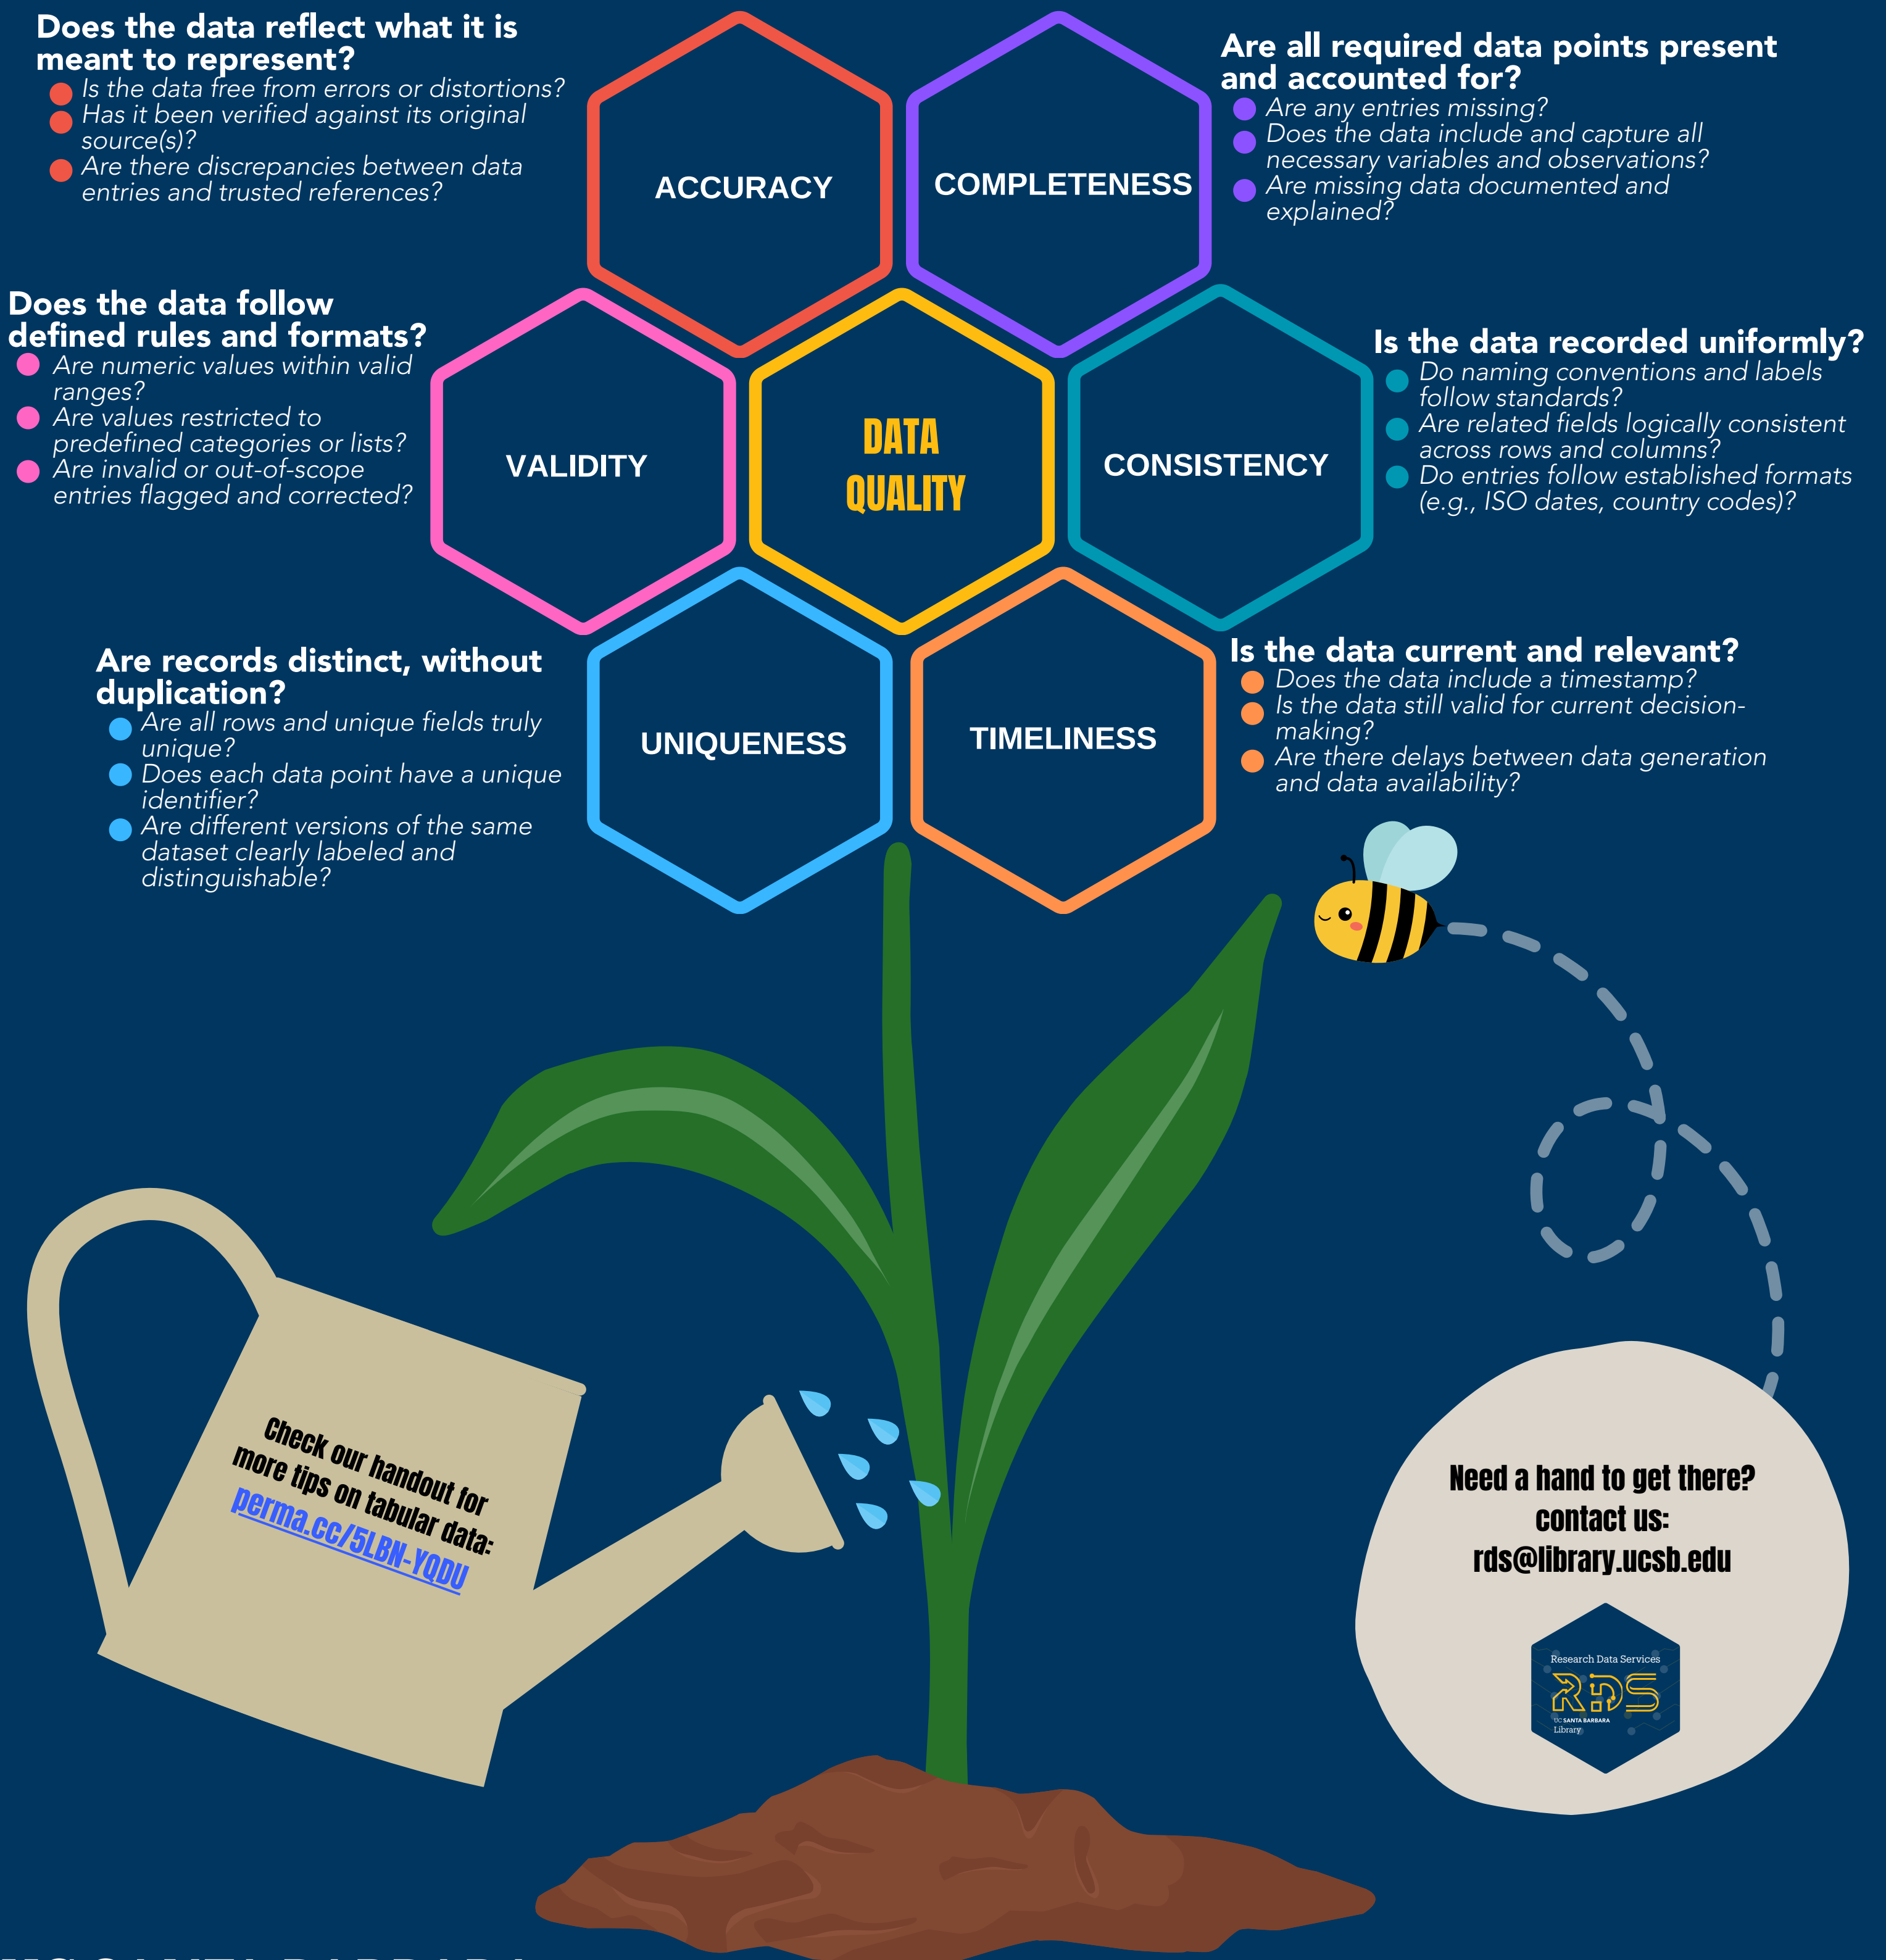 Does the data reflect what it is
meant to represent?
Is the data free from errors or distortions?
Has it been verified against its original
source(s)?
Are there discrepancies between data
entries and trusted references?
ACCURACY
COMPLETENESS
Are all required data points present
and accounted for?
Are any entries missing?
Does the data include and capture all
necessary variables and observations?
Are missing data documented and
explained?
Does the data follow
defined rules and formats?
Are numeric values within valid
ranges?
Are values restricted to
predefined categories or lists?
Are invalid or out-of-scope
entries flagged and corrected?
VALIDITY
DATA
QUALITY
CONSISTENCY
Is the data recorded uniformly?
Do naming conventions and labels
follow standards?
Are related fields logically consistent
across rows and columns?
Do entries follow established formats
(e.g., ISO dates, country codes)?
Are records distinct, without
duplication?
Are all rows and unique fields truly
unique?
Does each data point have a unique
identifier?
Are different versions of the same
dataset clearly labeled and
distinguishable?
UNIQUENESS
TIMELINESS
Is the data current and relevant?
Does the data include a timestamp?
Is the data still valid for current decision-
making?
Are there delays between data generation
and data availability?
Check our handout for
more tips on tabular data:
perma.cc/5LBN-YQDU
Need a hand to get there?
contact us:
rds@library.ucsb.edu
Research Data Services
RDS
UC SANTA BARBARA
Library